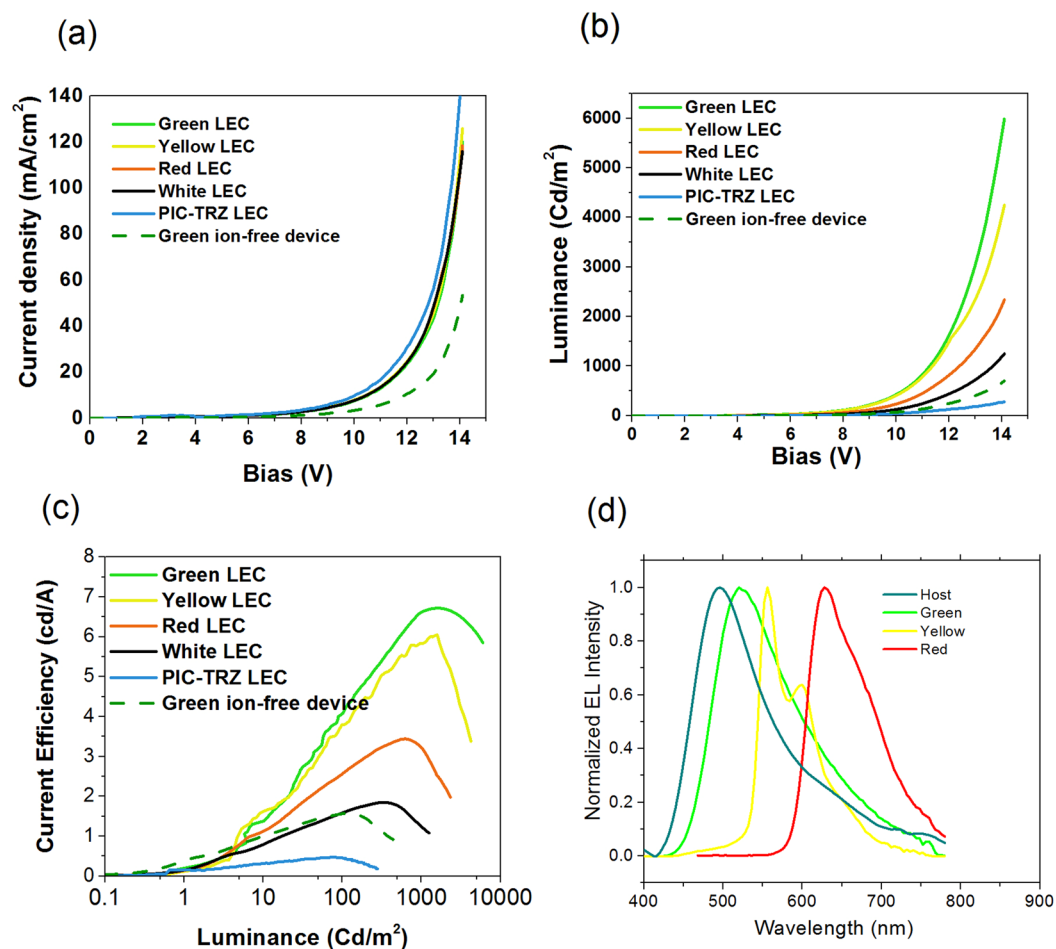 (a)
140
120
100
80
60
40
20
0
Current density (mA/cm²)
Green LEC
Yellow LEC
Red LEC
White LEC
PIC-TRZ LEC
Green ion-free device
0 2 4 6 8 10 12 14
Bias (V)
(b)
6000
5000
4000
3000
2000
1000
0
Luminance (Cd/m²)
Green LEC
Yellow LEC
Red LEC
White LEC
PIC-TRZ LEC
Green ion-free device
0 2 4 6 8 10 12 14
Bias (V)
(c)
8
7
6
5
4
3
2
1
0
Current Efficiency (cd/A)
Green LEC
Yellow LEC
Red LEC
White LEC
PIC-TRZ LEC
Green ion-free device
0.1 1 10 100 1000 10000
Luminance (Cd/m²)
(d)
1.0
0.8
0.6
0.4
0.2
0.0
Normalized EL Intensity
Host
Green
Yellow
Red
400 500 600 700 800 900
Wavelength (nm)